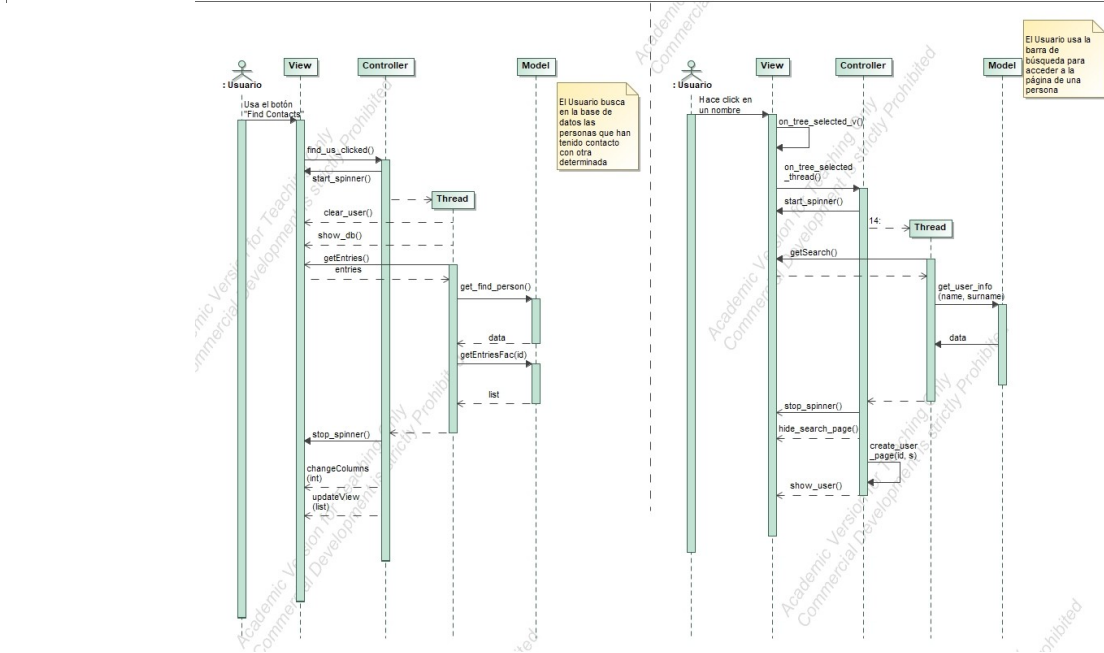 : Usuario
View
Controller
Model
El Usuario busca
en la base de
datos las
personas que han
tenido contacto
con otra
determinada
Usa el botón
"Find Contacts"
find_us_clicked()
start_spinner()
Thread
clear_user()
show_db()
getEntries()
entries
get_find_person()
data
getEntriesFac(id)
list
stop_spinner()
changeColumns
(int)
updateView
(list)
: Usuario
View
Controller
Model
El Usuario usa la
barra de
búsqueda para
acceder a la
página de una
persona
Hace click en
un nombre
on_tree_selected_v()
on_tree_selected
_thread()
start_spinner()
14:
Thread
getSearch()
get_user_info
(name, surname)
data
stop_spinner()
hide_search_page()
create_user
_page(id, s)
show_user()
Academic Version for Teaching Only
Commercial Development is strictly Prohibited